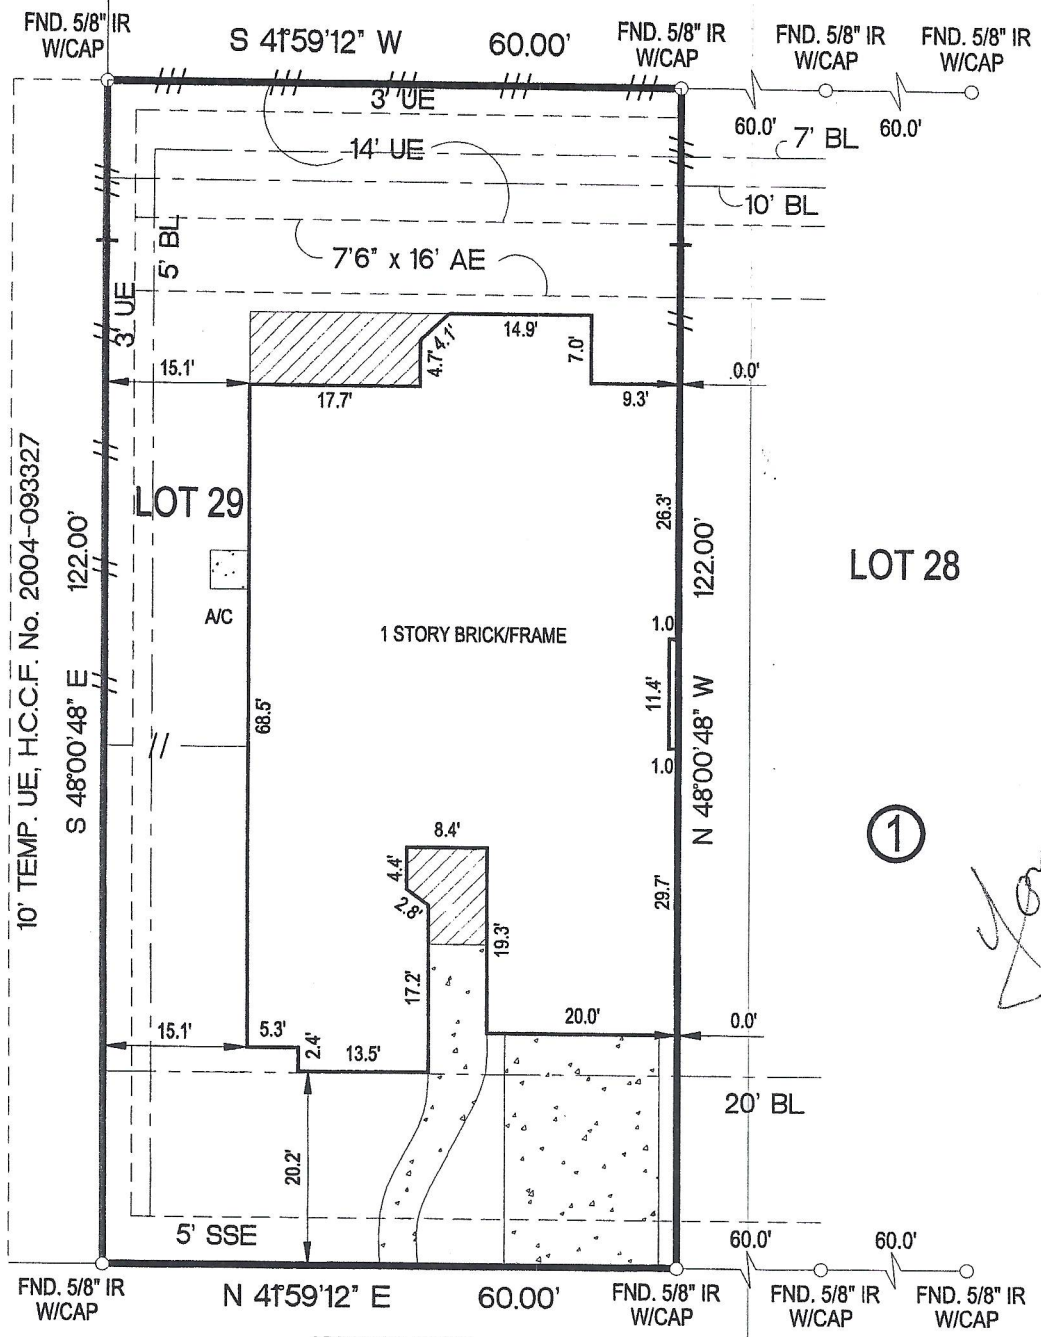 FND. 5/8" IR
W/CAP
S 41°59'12" W
60.00'
FND. 5/8" IR
W/CAP
FND. 5/8" IR
W/CAP
FND. 5/8" IR
W/CAP
3' UE
60.0'
60.0'
7' BL
14' UE
10' BL
5' BL
7'6" x 16' AE
3' UE
14.9'
4.1'
4.7'
7.0'
15.1'
0.0'
17.7'
9.3'
10' TEMP. UE, H.C.C.F. No. 2004-093327
LOT 29
26.3'
S 48°00'48" E 122.00'
N 48°00'48" W 122.00'
LOT 28
A/C
1 STORY BRICK/FRAME
1.0'
11.4'
68.5'
1.0'
8.4'
1
4.4'
2.8'
29.7'
19.3'
17.2'
15.1'
5.3'
2.4'
13.5'
20.0'
0.0'
20' BL
20.2'
5' SSE
60.0'
60.0'
FND. 5/8" IR
W/CAP
N 41°59'12" E
60.00'
FND. 5/8" IR
W/CAP
FND. 5/8" IR
W/CAP
FND. 5/8" IR
W/CAP